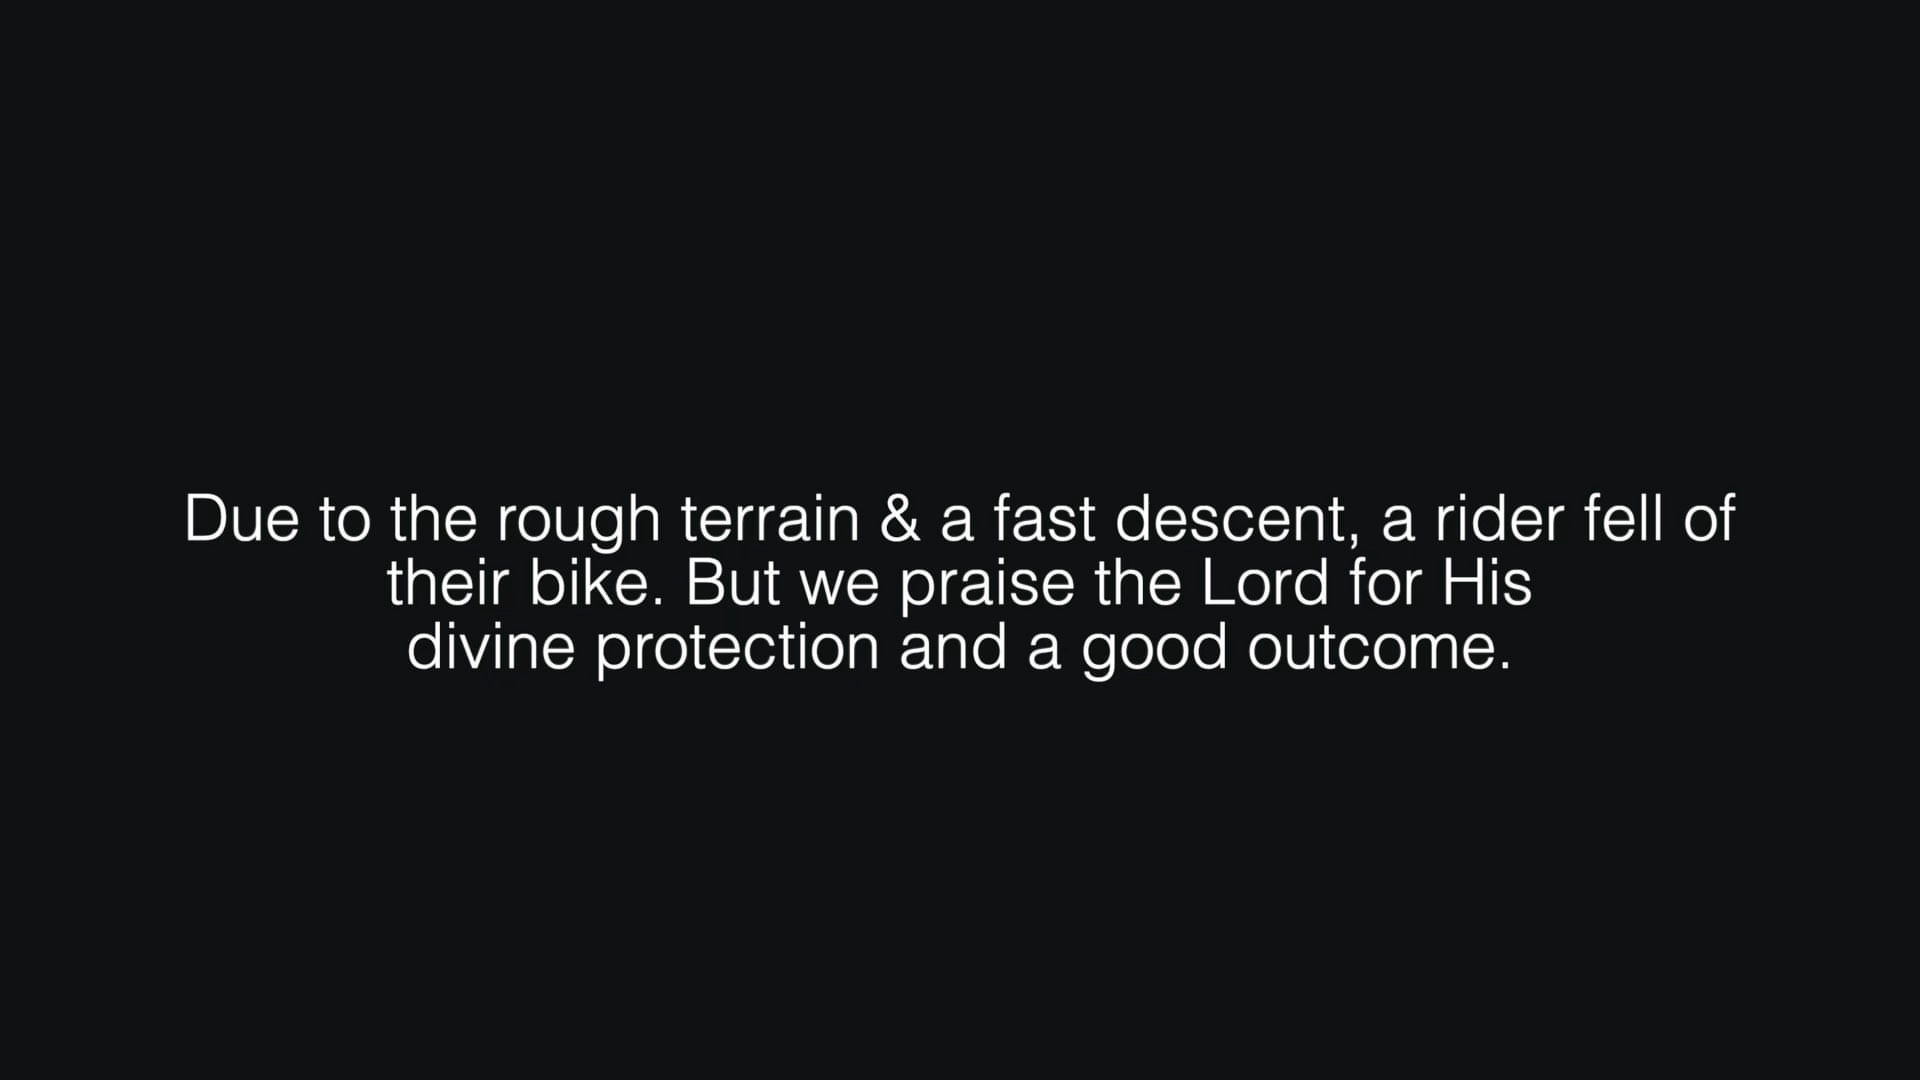 Due to the rough terrain & a fast descent, a rider fell of
their bike. But we praise the Lord for His
divine protection and a good outcome.